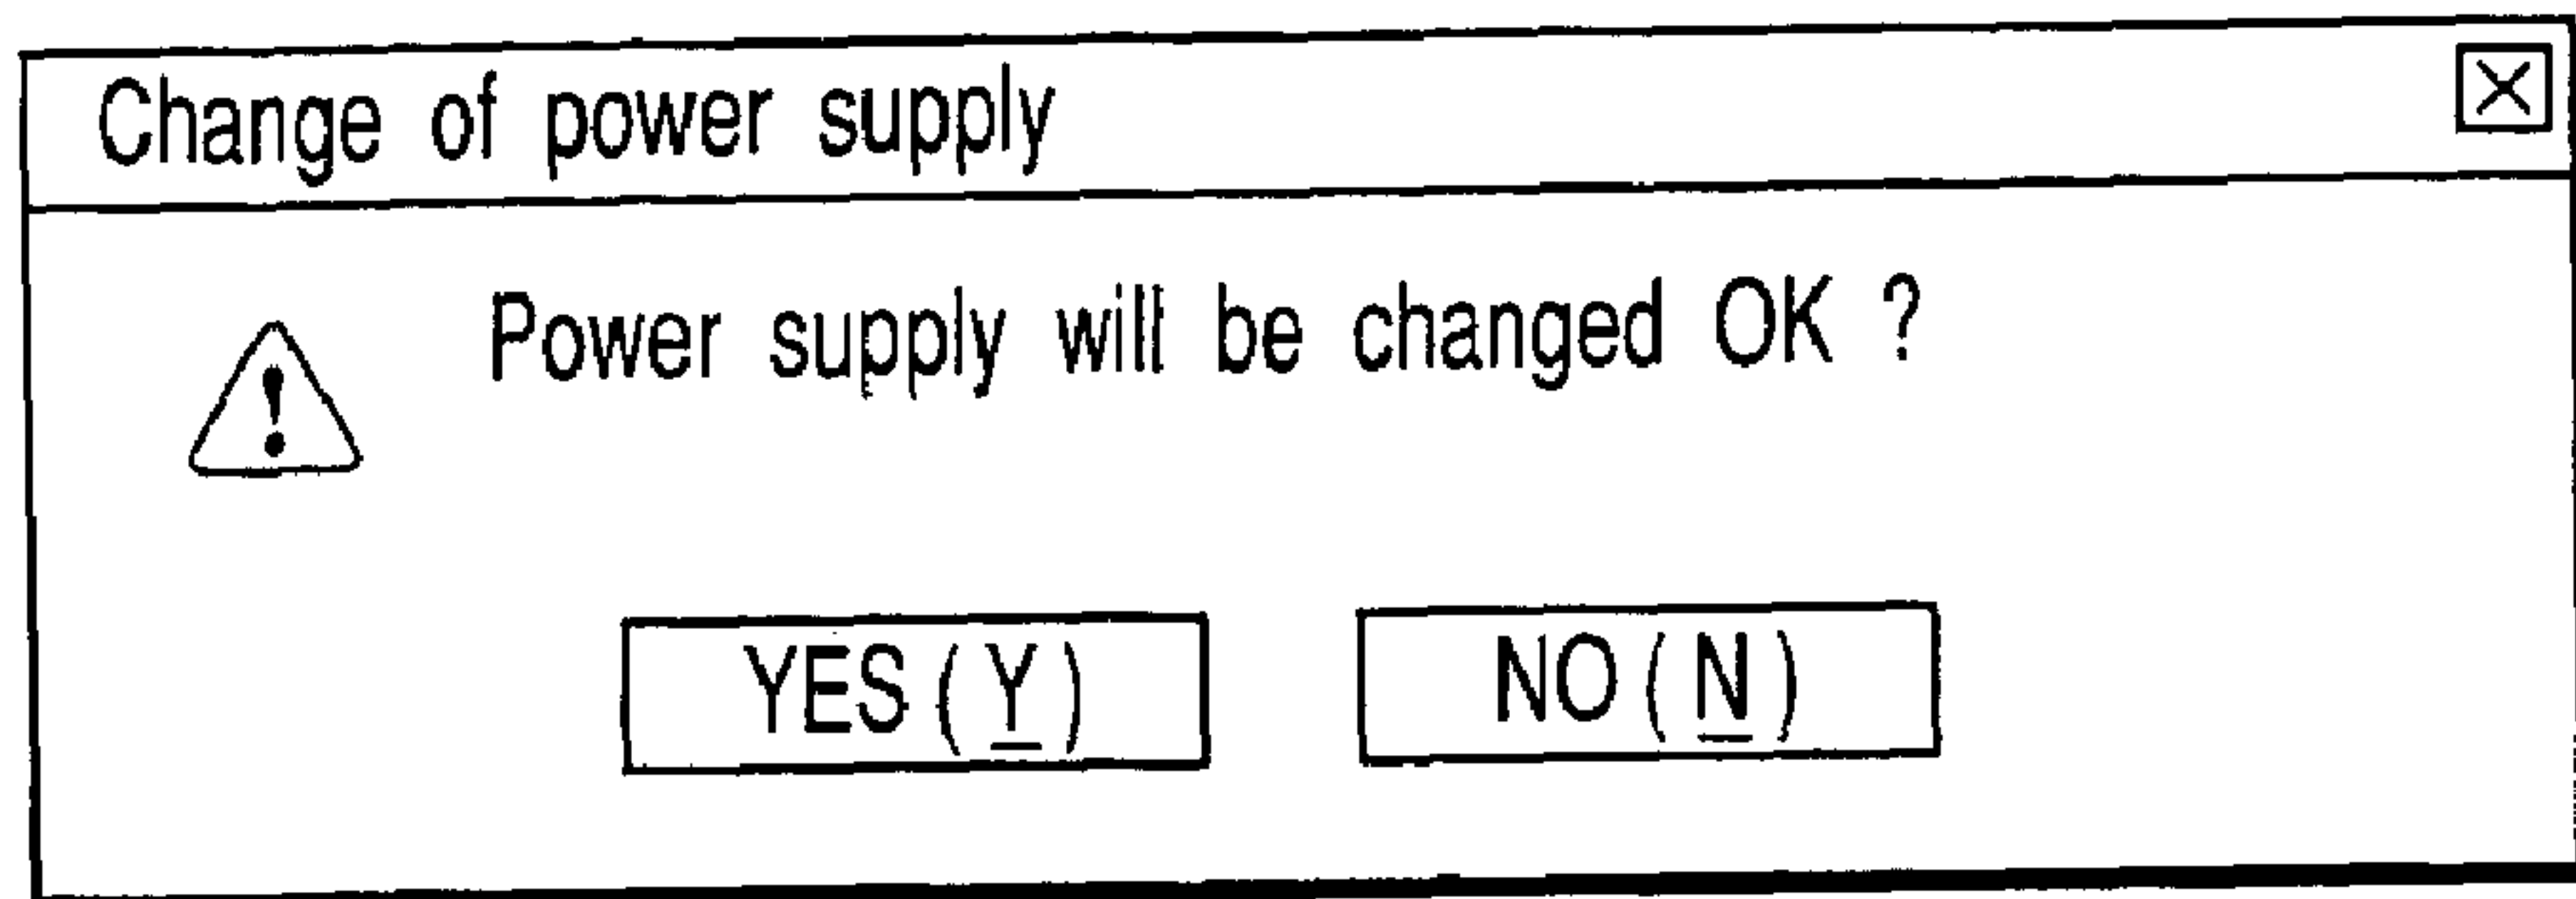 Change of power supply
Power supply will be changed OK ?
YES ( Y )
NO ( N )